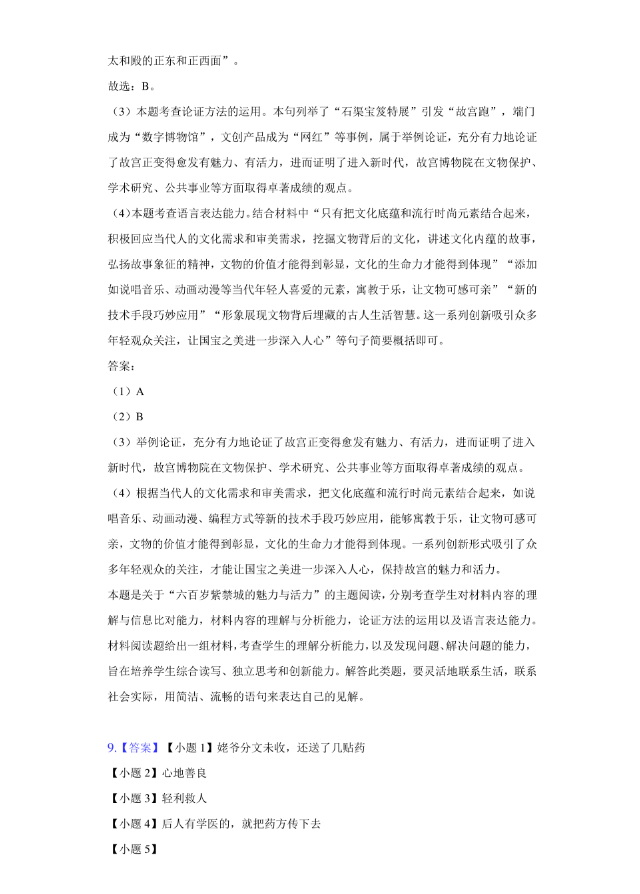 太和殿的正东和正西面”。
故选：B。
（3）本题考查论证方法的运用。本句列举了“石渠宝笈特展”引发“故宫跑”，端门
成为“数字博物馆”，文创产品成为“网红”等事例，属于举例论证，充分有力地论证
了故宫正变得愈发有魅力、有活力，进而证明了进入新时代，故宫博物院在文物保护、
学术研究、公共事业等方面取得卓著成绩的观点。
（4）本题考查语言表达能力。结合材料中“只有把文化底蕴和流行时尚元素结合起来，
积极回应当代人的文化需求和审美需求，挖掘文物背后的文化，讲述文化内蕴的故事，
弘扬故事象征的精神，文物的价值才能得到彰显，文化的生命力才能得到体现”“添加
如说唱音乐、动画动漫等当代年轻人喜爱的元素，寓教于乐，让文物可感可亲”“新的
技术手段巧妙应用”“形象展现文物背后埋藏的古人生活智慧。这一系列创新吸引众多
年轻观众关注，让国宝之美进一步深入人心”等句子简要概括即可。
答案：
（1）A
（2）B
（3）举例论证，充分有力地论证了故宫正变得愈发有魅力、有活力，进而证明了进入
新时代，故宫博物院在文物保护、学术研究、公共事业等方面取得卓著成绩的观点。
（4）根据当代人的文化需求和审美需求，把文化底蕴和流行时尚元素结合起来，如说
唱音乐、动画动漫、编程方式等新的技术手段巧妙应用，能够寓教于乐，让文物可感可
亲，文物的价值才能得到彰显，文化的生命力才能得到体现。一系列创新形式吸引了众
多年轻观众的关注，才能让国宝之美进一步深入人心，保持故宫的魅力和活力。
本题是关于“六百岁紫禁城的魅力与活力”的主题阅读，分别考查学生对材料内容的理
解与信息比对能力，材料内容的理解与分析能力，论证方法的运用以及语言表达能力。
材料阅读题给出一组材料，考查学生的理解分析能力，以及发现问题、解决问题的能力，
旨在培养学生综合读写、独立思考和创新能力。解答此类题，要灵活地联系生活，联系
社会实际，用简洁、流畅的语句来表达自己的见解。
9.【答案】【小题1】姥爷分文未收，还送了几贴药
【小题2】心地善良
【小题3】轻利救人
【小题4】后人有学医的，就把药方传下去
【小题5】